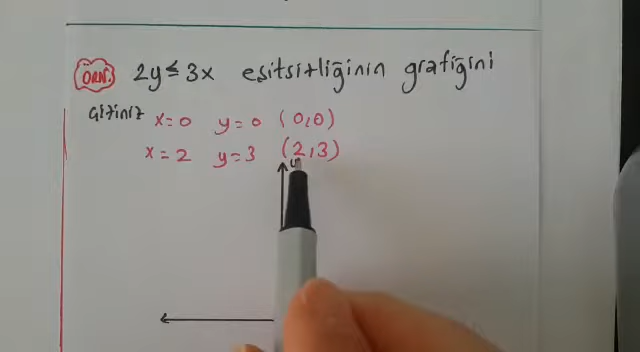 ÖRN. 2y ≤ 3x eşitsizliğinin grafiğini
çiziniz
x=0 y=0 (0,0)
x=2 y=3 (2,3)
y